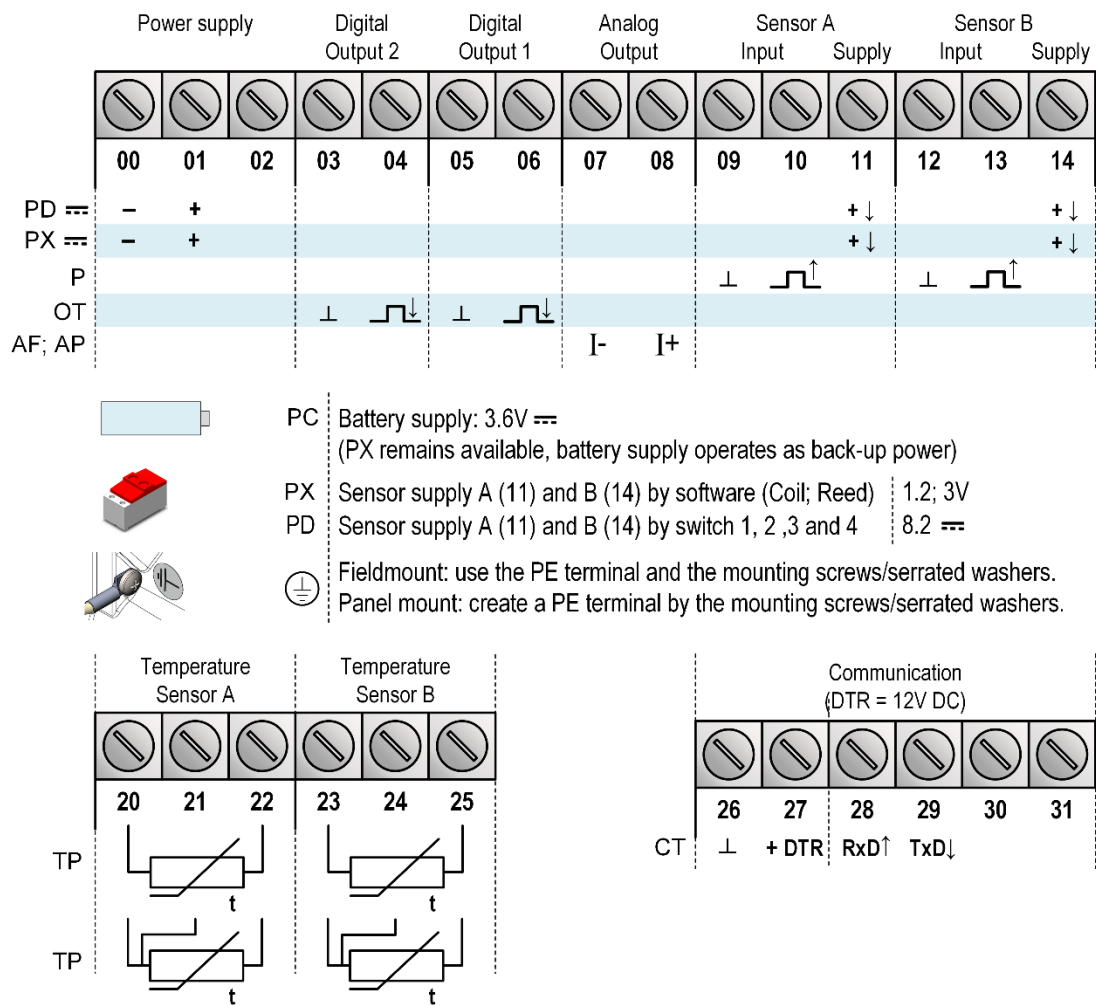 Power supply Digital Digital Analog Sensor A Sensor B
Output 2 Output 1 Output Input Supply Input Supply
00 01 02 03 04 05 06 07 08 09 10 11 12 13 14
PD ⎓ – + + ↓ + ↓
PX ⎓ – + + ↓ + ↓
P ⊥ ↑ ⊥ ↑
OT ⊥ ↓ ⊥ ↓
AF; AP I- I+
PC Battery supply: 3.6V ⎓
(PX remains available, battery supply operates as back-up power)
PX Sensor supply A (11) and B (14) by software (Coil; Reed) 1.2; 3V
PD Sensor supply A (11) and B (14) by switch 1, 2 ,3 and 4 8.2 ⎓
Fieldmount: use the PE terminal and the mounting screws/serrated washers.
Panel mount: create a PE terminal by the mounting screws/serrated washers.
Temperature Temperature Communication
Sensor A Sensor B (DTR = 12V DC)
20 21 22 23 24 25 26 27 28 29 30 31
CT ⊥ + DTR RxD↑ TxD↓
TP
t t
TP
t t